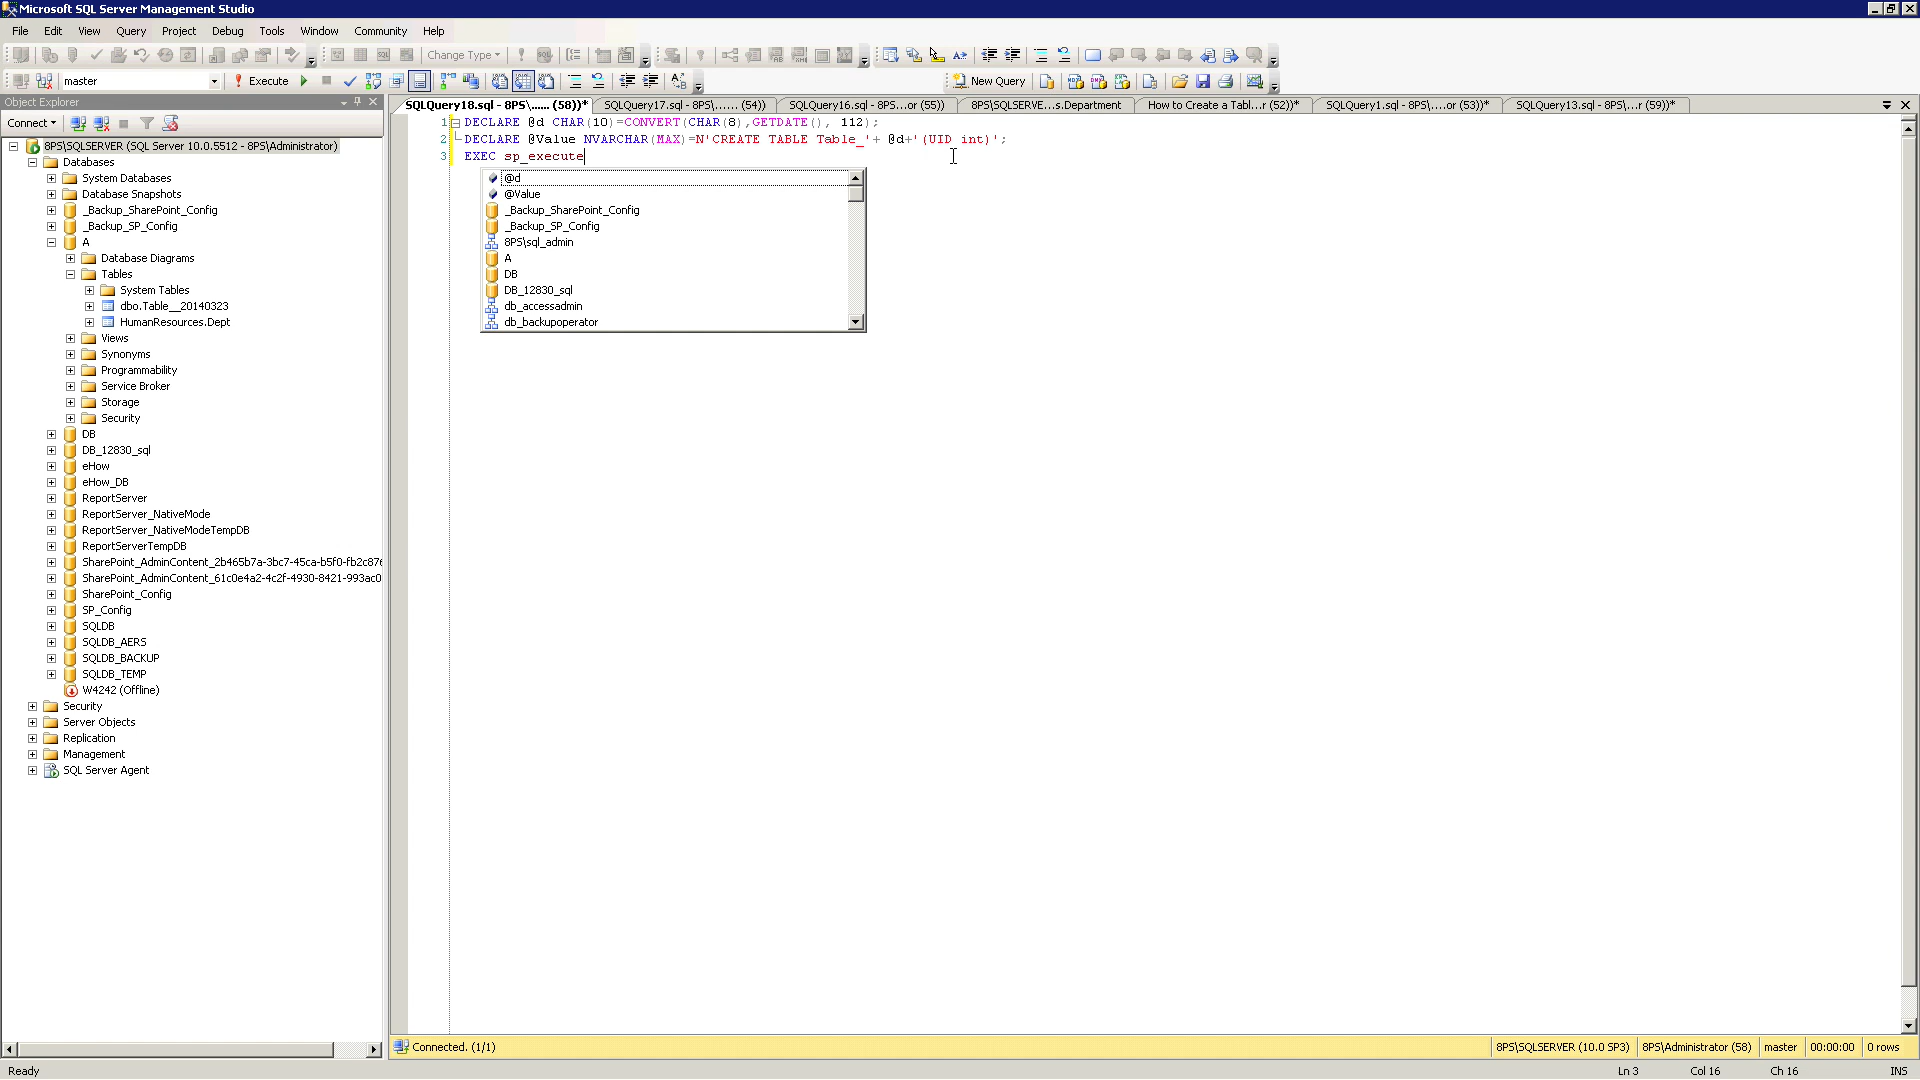 Microsoft SQL Server Management Studio
File Edit View Query Project Debug Tools Window Community Help
Change Type
master Execute New Query
Object Explorer
SQLQuery18.sql - 8PS\...... (58))* SQLQuery17.sql - 8PS\...... (54)) SQLQuery16.sql - 8PS...or (55)) 8PS\SQLSERVE...s.Department How to Create a Tabl...r (52))* SQLQuery1.sql - 8PS\....or (53))* SQLQuery13.sql - 8PS\...r (59))*
Connect
1 DECLARE @d CHAR(10)=CONVERT(CHAR(8),GETDATE(), 112);
2 DECLARE @Value NVARCHAR(MAX)=N'CREATE TABLE Table_'+ @d+'(UID int)';
3 EXEC sp_execute
@d
@Value
_Backup_SharePoint_Config
_Backup_SP_Config
8PS\sql_admin
A
DB
DB_12830_sql
db_accessadmin
db_backupoperator
8PS\SQLSERVER (SQL Server 10.0.5512 - 8PS\Administrator)
Databases
System Databases
Database Snapshots
_Backup_SharePoint_Config
_Backup_SP_Config
A
Database Diagrams
Tables
System Tables
dbo.Table__20140323
HumanResources.Dept
Views
Synonyms
Programmability
Service Broker
Storage
Security
DB
DB_12830_sql
eHow
eHow_DB
ReportServer
ReportServer_NativeMode
ReportServer_NativeModeTempDB
ReportServerTempDB
SharePoint_AdminContent_2b465b7a-3bc7-45ca-b5f0-fb2c876
SharePoint_AdminContent_61c0e4a2-4c2f-4930-8421-993ac0
SharePoint_Config
SP_Config
SQLDB
SQLDB_AERS
SQLDB_BACKUP
SQLDB_TEMP
W4242 (Offline)
Security
Server Objects
Replication
Management
SQL Server Agent
Connected. (1/1) 8PS\SQLSERVER (10.0 SP3) 8PS\Administrator (58) master 00:00:00 0 rows
Ready Ln 3 Col 16 Ch 16 INS